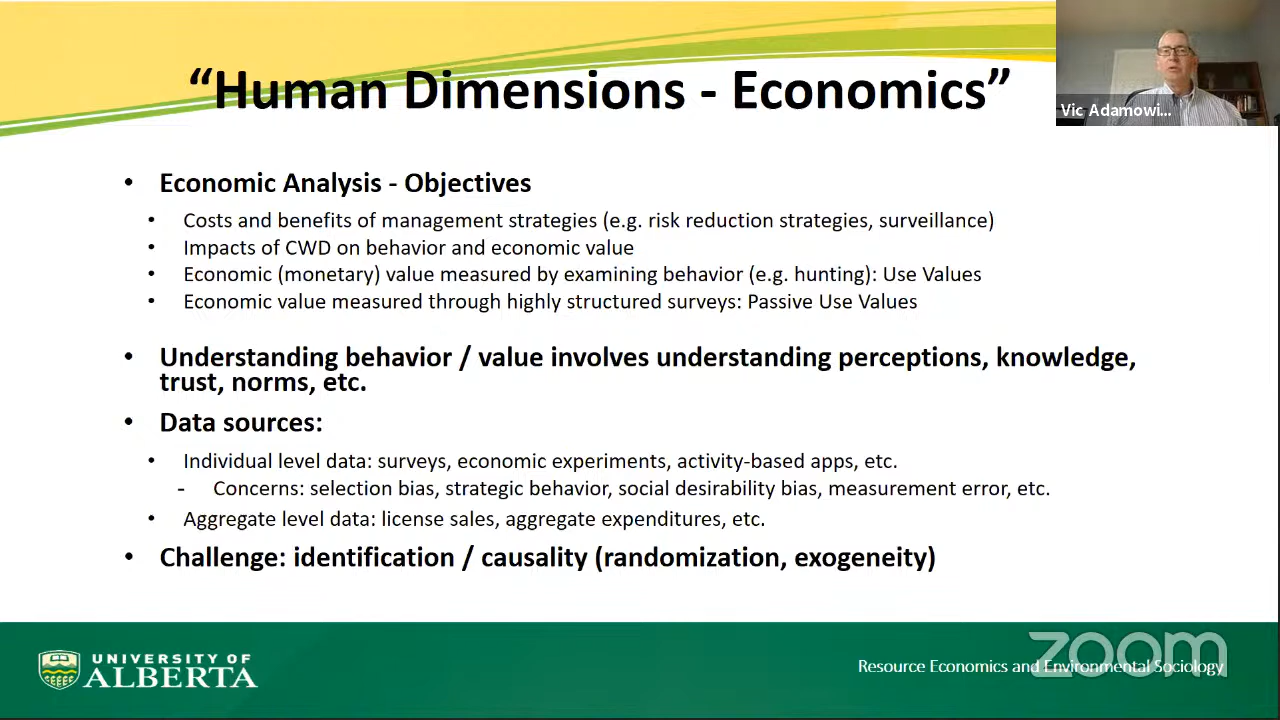 “Human Dimensions - Economics”
Vic Adamowi...
• Economic Analysis - Objectives
• Costs and benefits of management strategies (e.g. risk reduction strategies, surveillance)
• Impacts of CWD on behavior and economic value
• Economic (monetary) value measured by examining behavior (e.g. hunting): Use Values
• Economic value measured through highly structured surveys: Passive Use Values
• Understanding behavior / value involves understanding perceptions, knowledge,
trust, norms, etc.
• Data sources:
• Individual level data: surveys, economic experiments, activity-based apps, etc.
- Concerns: selection bias, strategic behavior, social desirability bias, measurement error, etc.
• Aggregate level data: license sales, aggregate expenditures, etc.
• Challenge: identification / causality (randomization, exogeneity)
UNIVERSITY OF
ALBERTA
Resource Economics and Environmental Sociology
zoom